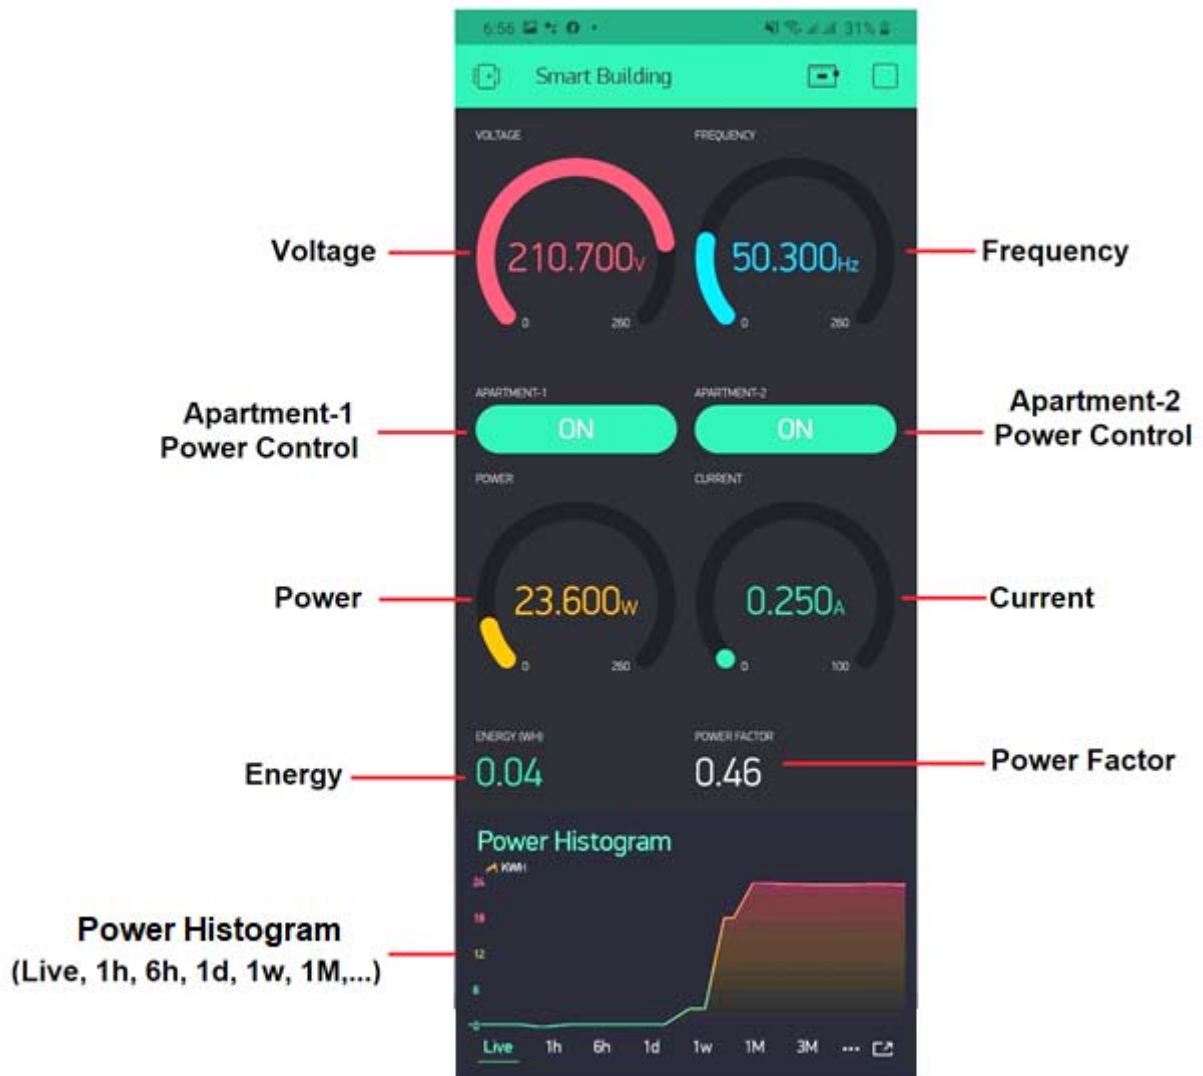 6:56 31%
Smart Building
VOLTAGE
FREQUENCY
Voltage
210.700V
50.300Hz
Frequency
0 260
0 260
APARTMENT-1
APARTMENT-2
Apartment-1
Power Control
ON
ON
Apartment-2
Power Control
POWER
CURRENT
Power
23.600W
0.250A
Current
0 260
0 100
ENERGY (WH)
POWER FACTOR
Energy
0.04
0.46
Power Factor
Power Histogram
KWH
24
18
Power Histogram
(Live, 1h, 6h, 1d, 1w, 1M,...)
12
6
0
Live 1h 6h 1d 1w 1M 3M ...